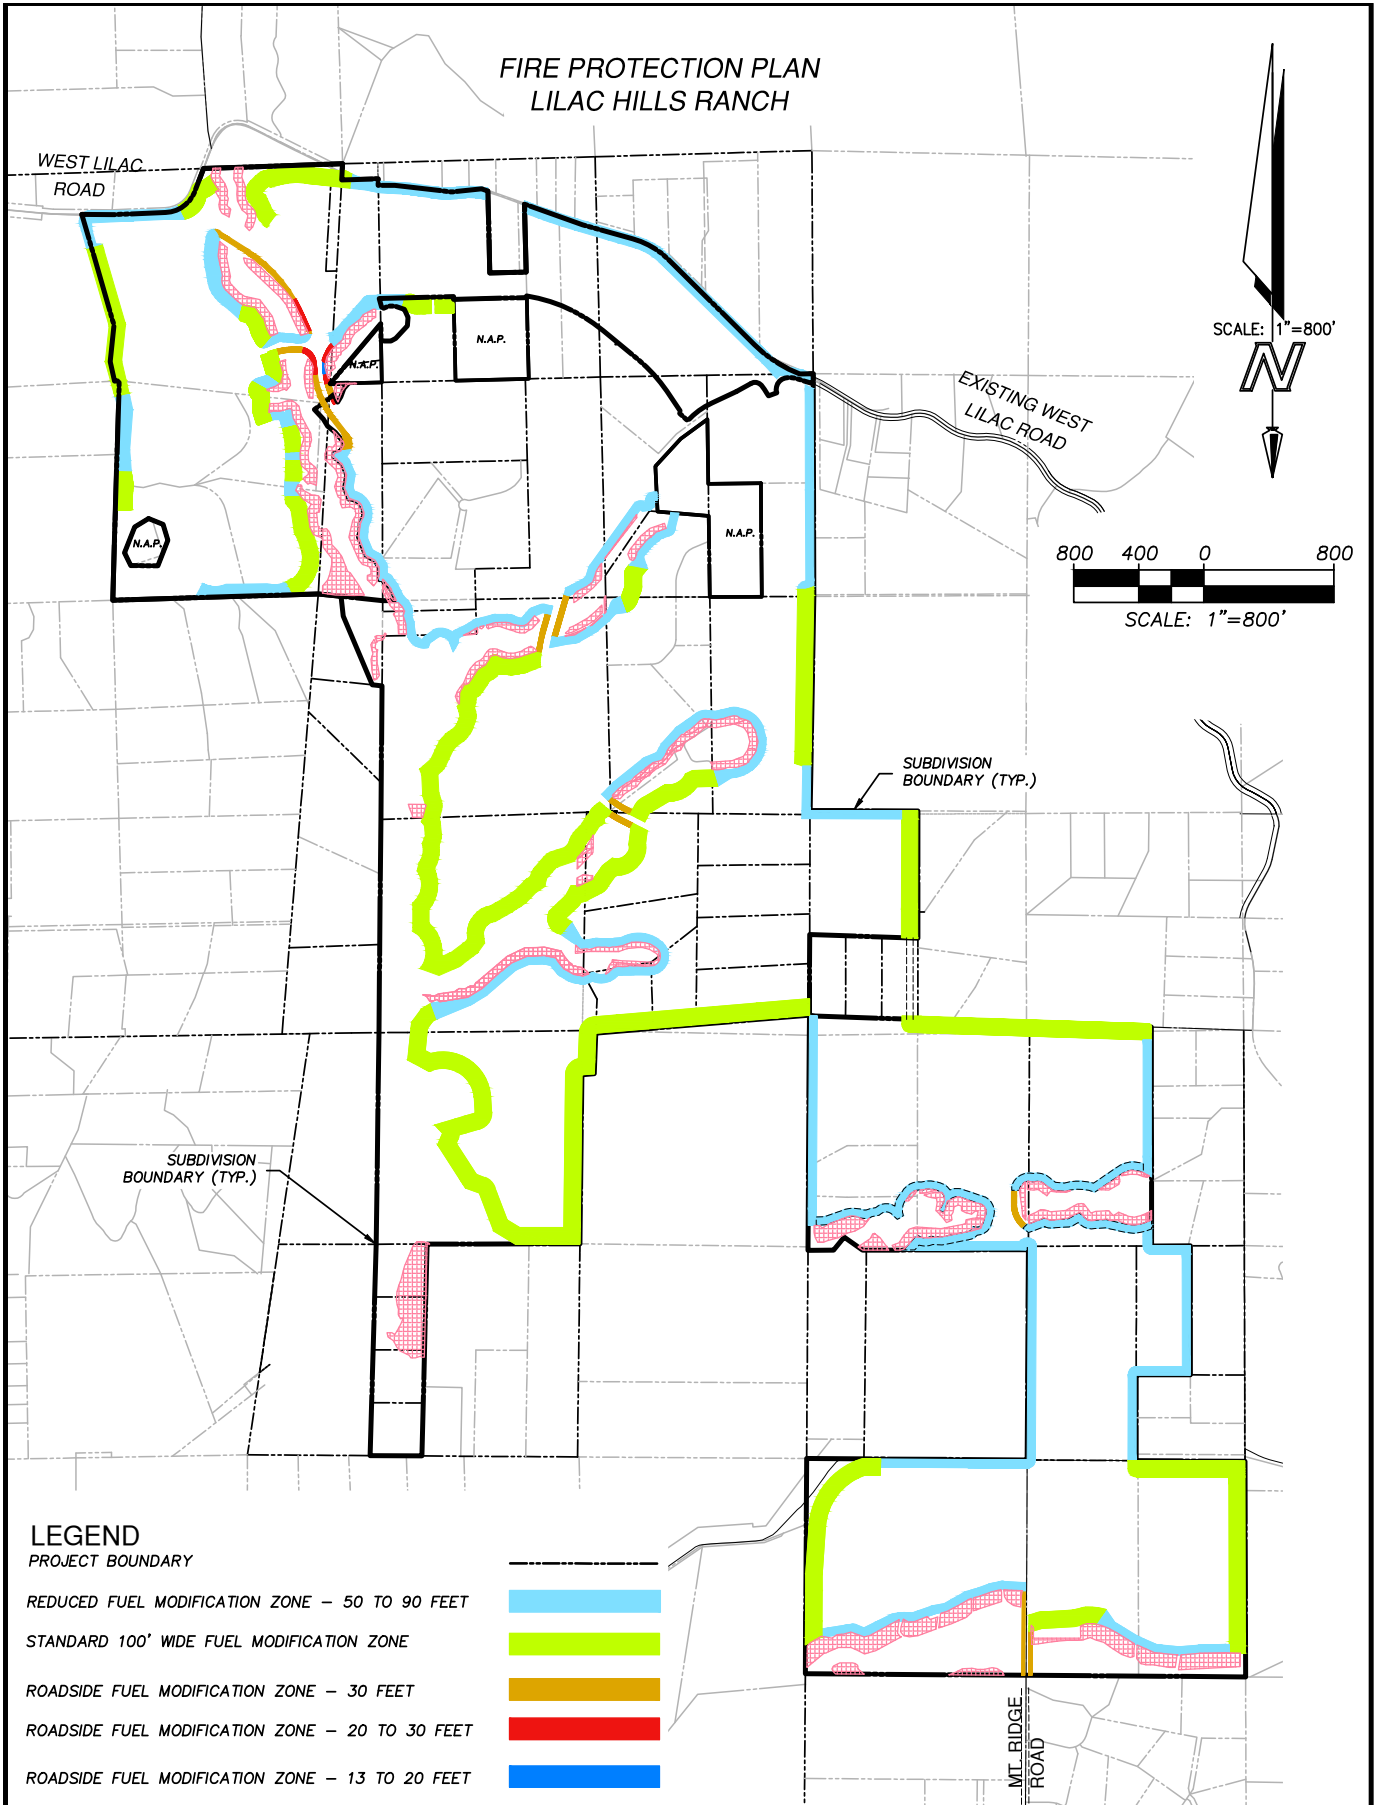 FIRE PROTECTION PLAN
LILAC HILLS RANCH
WEST LILAC
ROAD
SCALE: 1"=800'
N
N.A.P.
N.A.P.
EXISTING WEST
LILAC ROAD
N.A.P.
N.A.P.
800 400 0 800
SCALE: 1"=800'
SUBDIVISION
BOUNDARY (TYP.)
SUBDIVISION
BOUNDARY (TYP.)
LEGEND
PROJECT BOUNDARY
REDUCED FUEL MODIFICATION ZONE – 50 TO 90 FEET
STANDARD 100' WIDE FUEL MODIFICATION ZONE
ROADSIDE FUEL MODIFICATION ZONE – 30 FEET
ROADSIDE FUEL MODIFICATION ZONE – 20 TO 30 FEET
ROADSIDE FUEL MODIFICATION ZONE – 13 TO 20 FEET
MT. RIDGE
ROAD